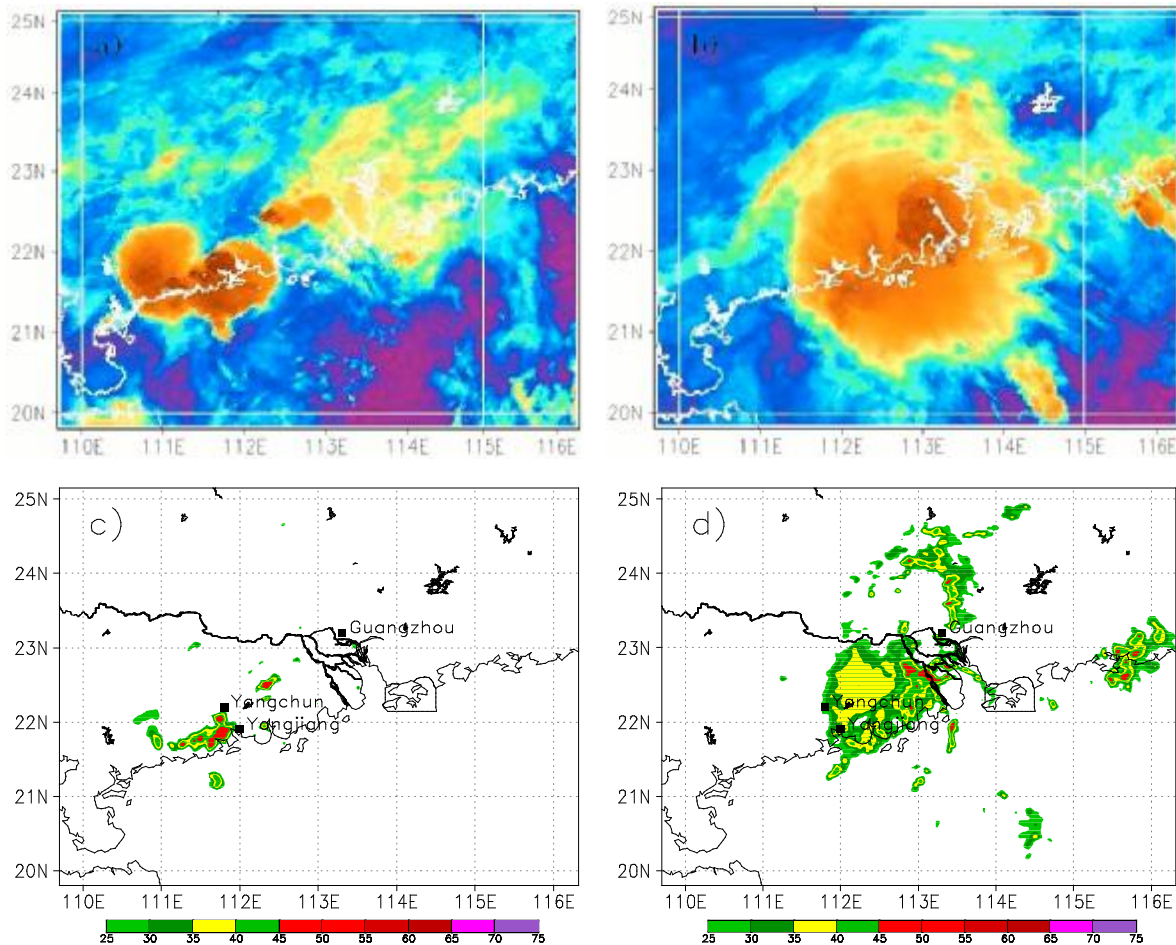 a)
b)
25N
24N
23N
22N
21N
20N
110E 111E 112E 113E 114E 115E 116E
25N
24N
23N
22N
21N
20N
110E 111E 112E 113E 114E 115E 116E
c)
25N
24N
23N
22N
21N
20N
Guangzhou
Yangchun
Yangjiang
110E 111E 112E 113E 114E 115E 116E
25 30 35 40 45 50 55 60 65 70 75
d)
25N
24N
23N
22N
21N
20N
Guangzhou
Yangchun
Yangjiang
110E 111E 112E 113E 114E 115E 116E
25 30 35 40 45 50 55 60 65 70 75